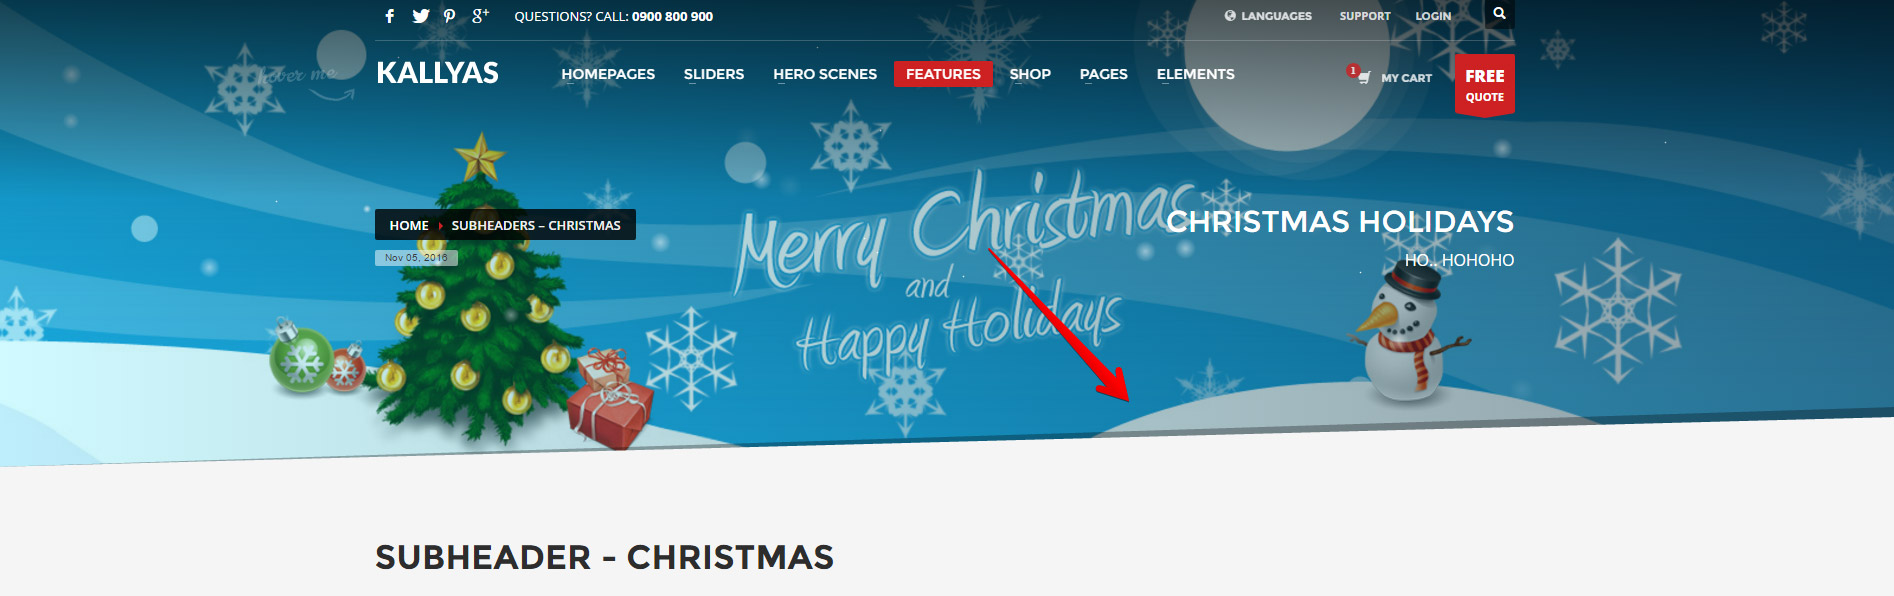 QUESTIONS? CALL: 0900 800 900
LANGUAGES SUPPORT LOGIN
hover me
KALLYAS
HOMEPAGES SLIDERS HERO SCENES FEATURES SHOP PAGES ELEMENTS
1 MY CART
FREE
QUOTE
HOME SUBHEADERS – CHRISTMAS
Nov 05, 2016
Merry Christmas
and
Happy Holidays
CHRISTMAS HOLIDAYS
HO.. HOHOHO
SUBHEADER - CHRISTMAS